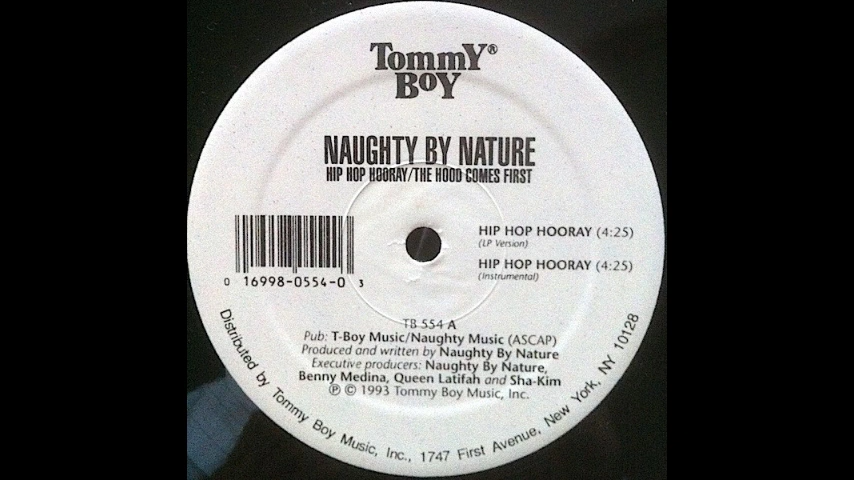 TOMMY®
BOY
NAUGHTY BY NATURE
HIP HOP HOORAY/THE HOOD COMES FIRST
HIP HOP HOORAY (4:25)
(LP Version)
HIP HOP HOORAY (4:25)
(Instrumental)
0 16998-0554-0 3
TB 554 A
Pub: T-Boy Music/Naughty Music (ASCAP)
Produced and written by Naughty By Nature
Executive producers: Naughty By Nature,
Benny Medina, Queen Latifah and Sha-Kim
℗ © 1993 Tommy Boy Music, Inc.
Distributed by Tommy Boy Music, Inc., 1747 First Avenue, New York, NY 10128